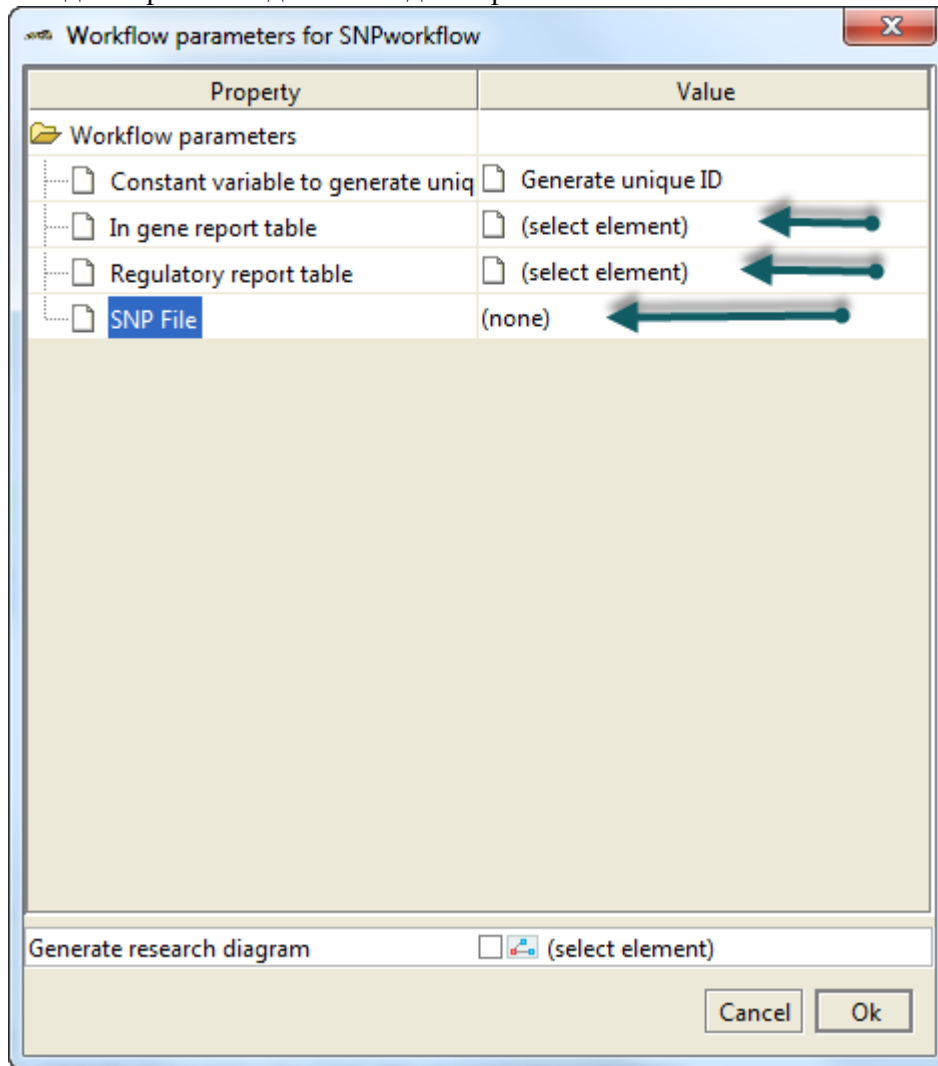 Workflow parameters for SNPworkflow
Property Value
Workflow parameters
Constant variable to generate uniq Generate unique ID
In gene report table (select element)
Regulatory report table (select element)
SNP File (none)
Generate research diagram (select element)
Cancel Ok